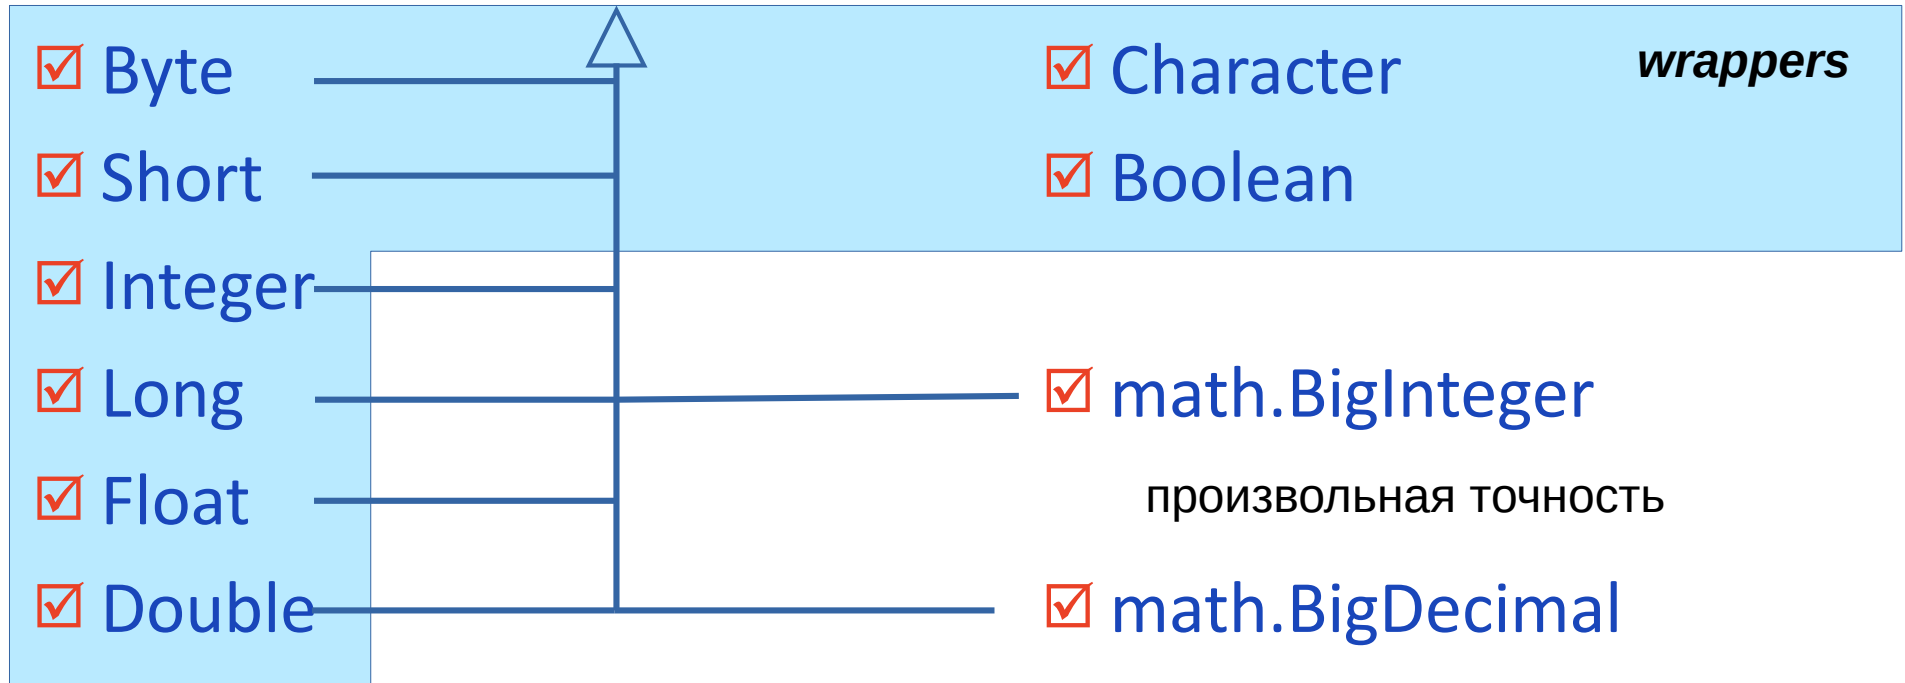 Byte
Short
Integer
Long
Float
Double
Character
wrappers
Boolean
math.BigInteger
произвольная точность
math.BigDecimal